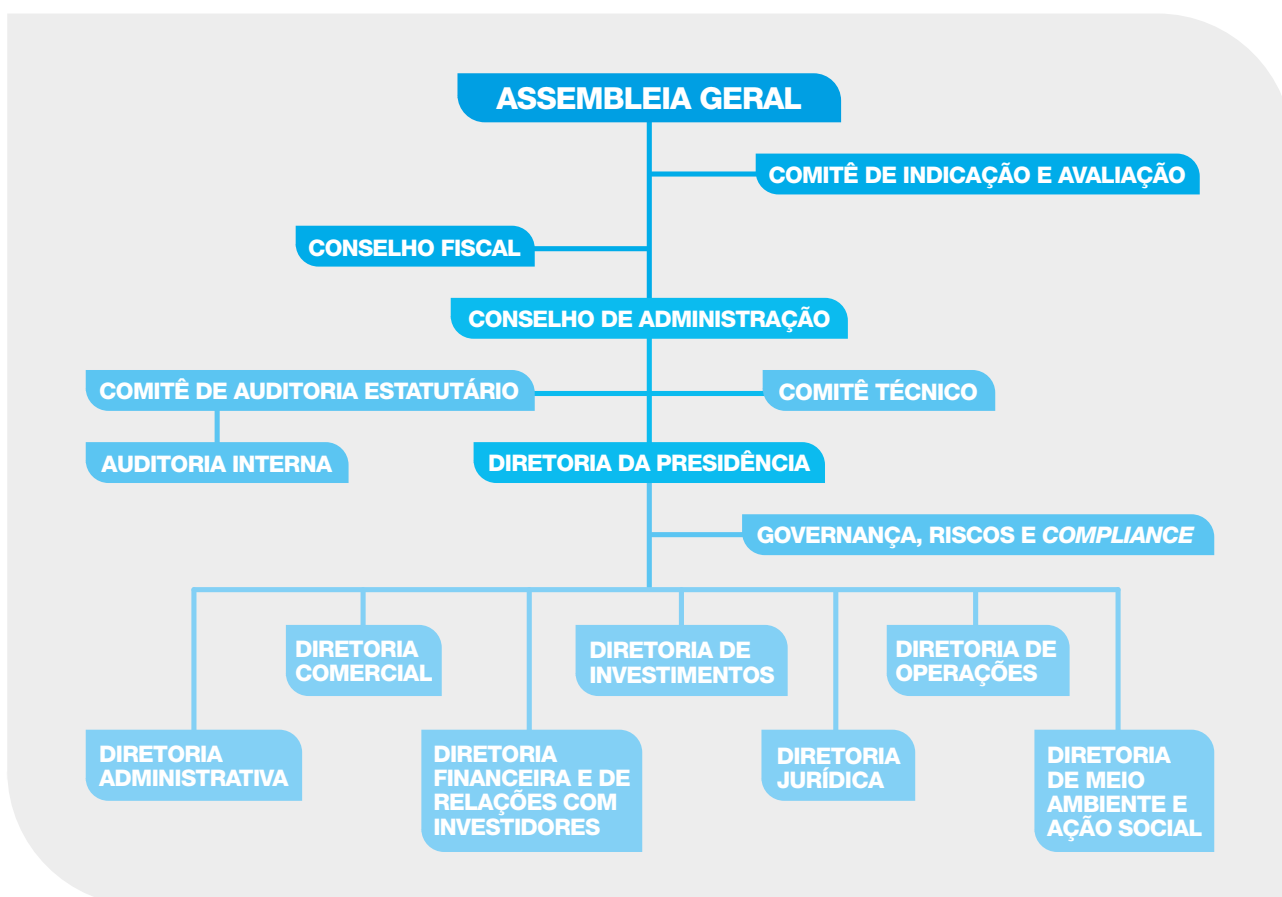 ASSEMBLEIA GERAL
COMITÊ DE INDICAÇÃO E AVALIAÇÃO
CONSELHO FISCAL
CONSELHO DE ADMINISTRAÇÃO
COMITÊ DE AUDITORIA ESTATUTÁRIO
COMITÊ TÉCNICO
AUDITORIA INTERNA
DIRETORIA DA PRESIDÊNCIA
GOVERNANÇA, RISCOS E COMPLIANCE
DIRETORIA
COMERCIAL
DIRETORIA DE
INVESTIMENTOS
DIRETORIA DE
OPERAÇÕES
DIRETORIA
ADMINISTRATIVA
DIRETORIA
FINANCEIRA E DE
RELAÇÕES COM
INVESTIDORES
DIRETORIA
JURÍDICA
DIRETORIA
DE MEIO
AMBIENTE E
AÇÃO SOCIAL